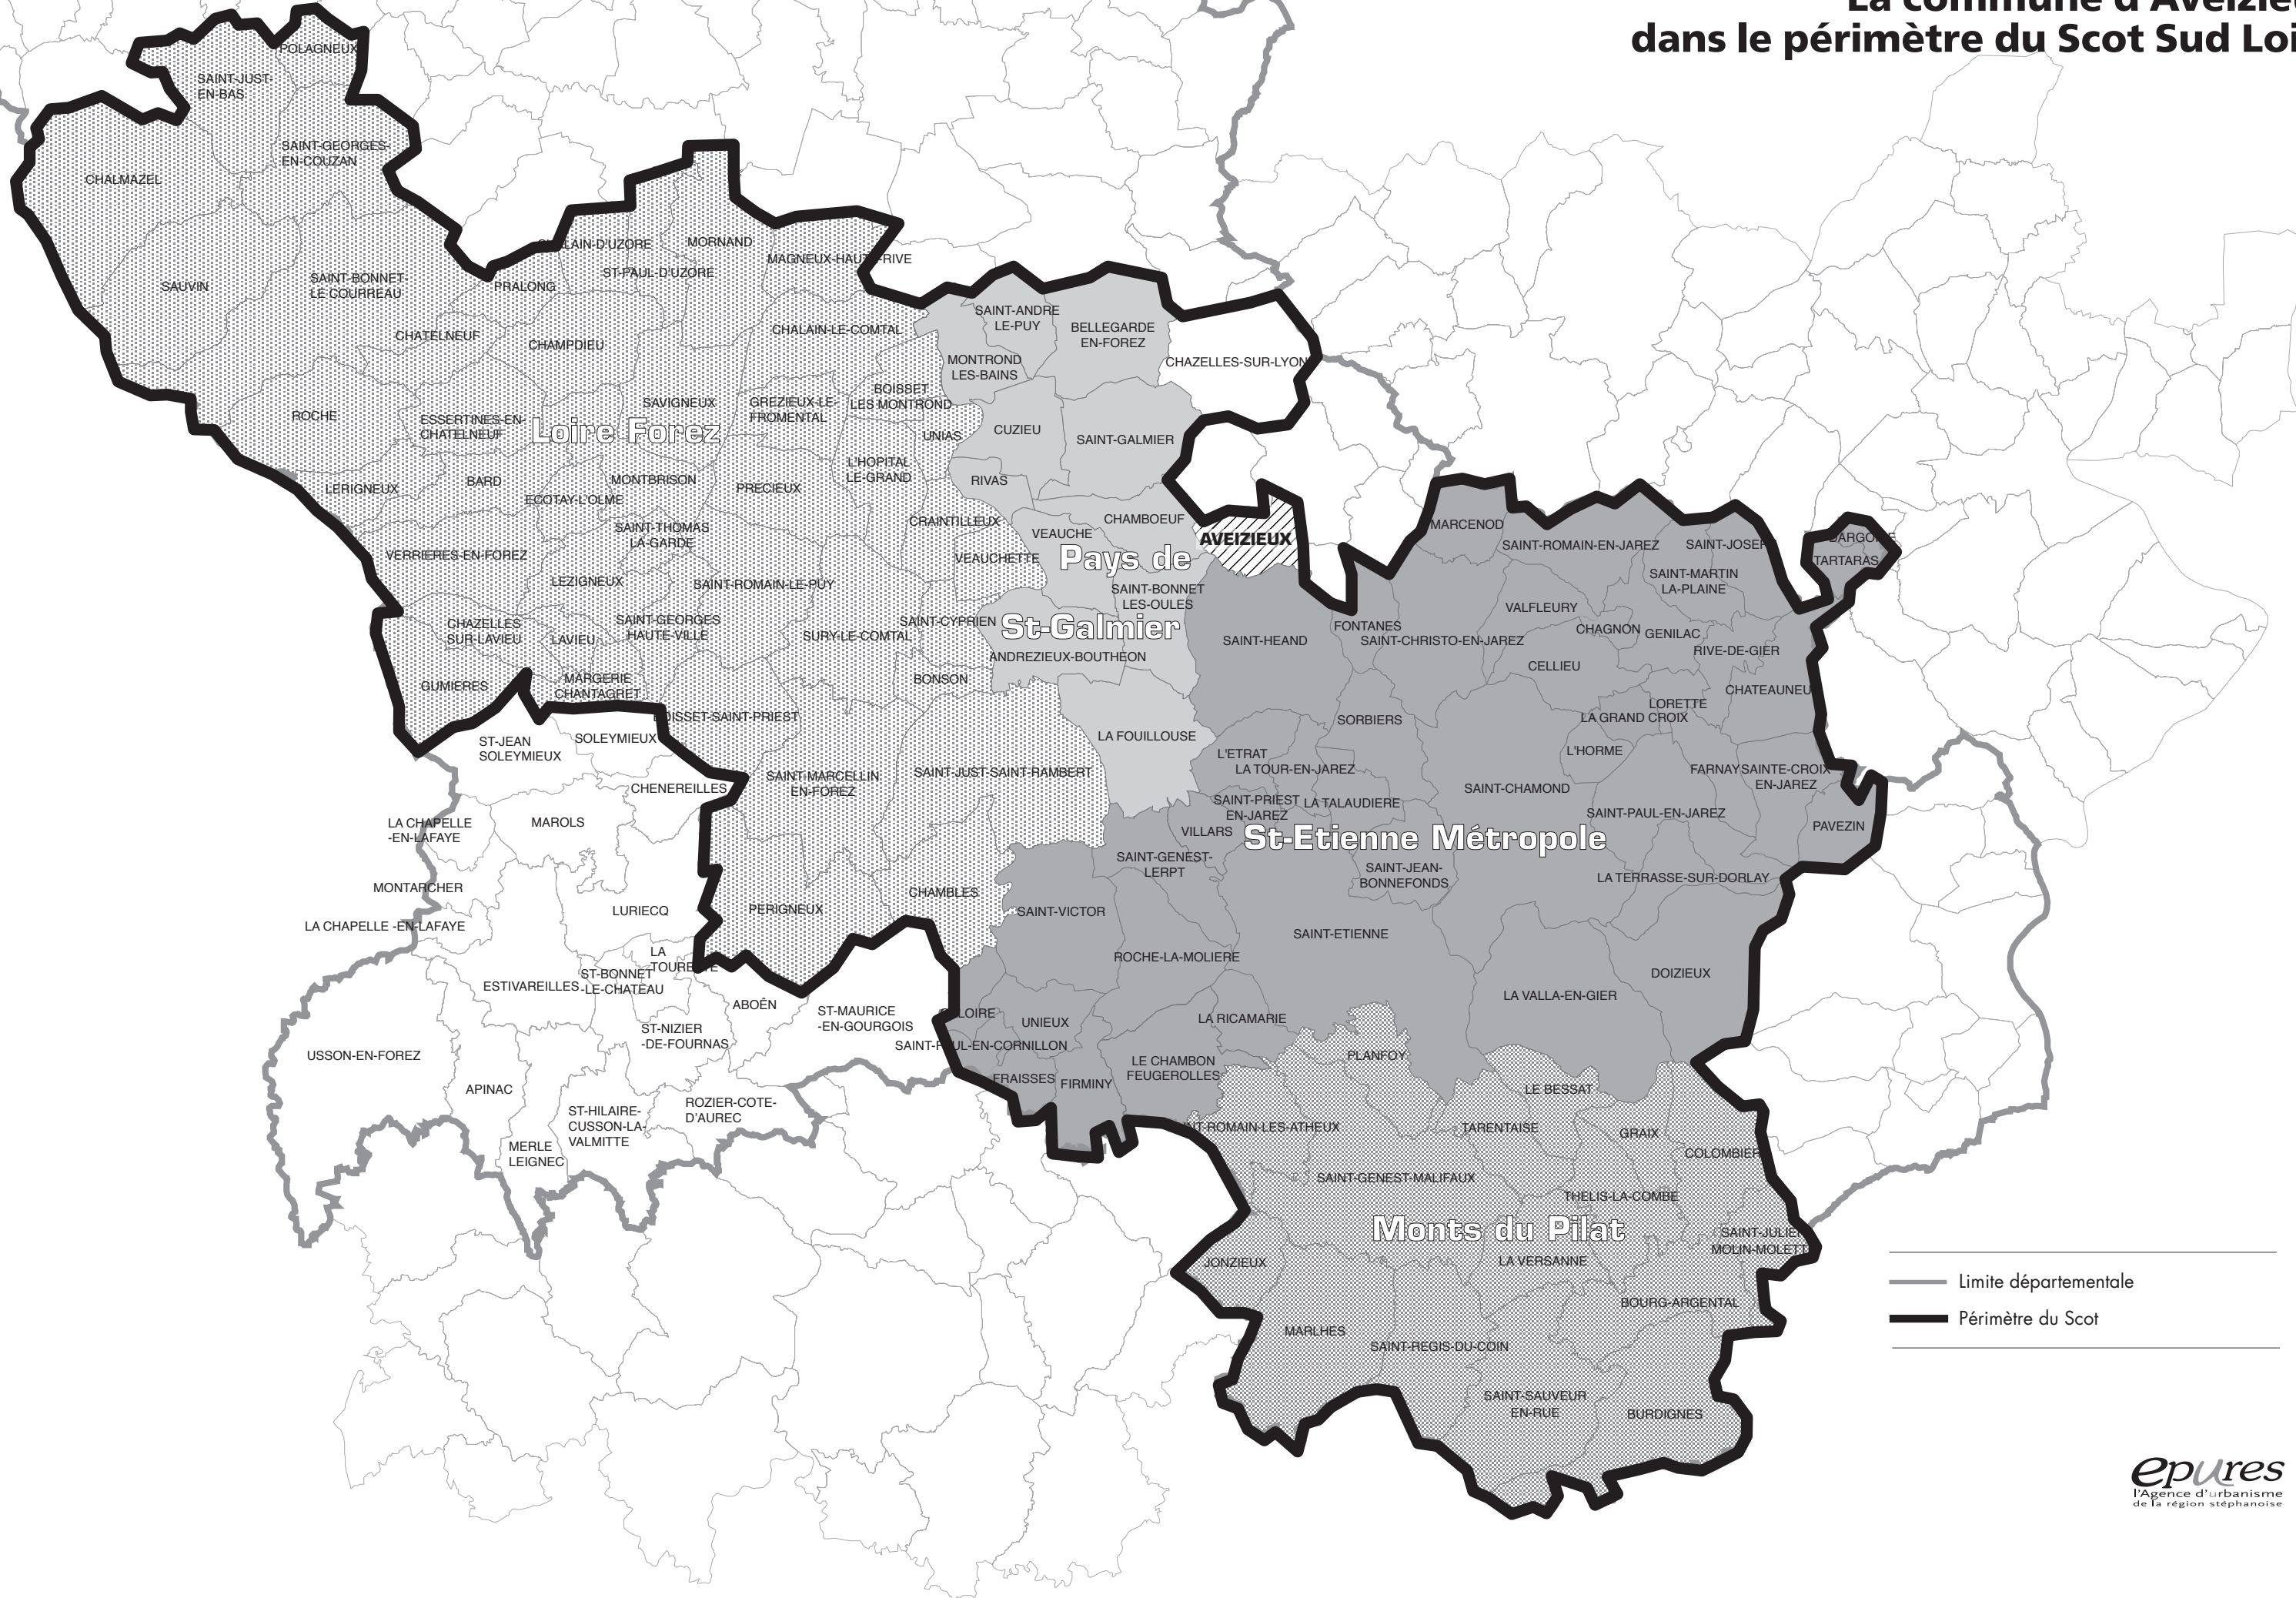 dans le périmètre du Scot Sud Loi
POLAGNEUX
SAINT-JUST-
EN-BAS
SAINT-GEORGES-
EN-COUZAN
CHALMAZEL
SAUVIN
SAINT-BONNET-
LE COURREAU
PRALONG
ST-PAUL-D'UZORE
MORNAND
CHATELNEUF
CHAMPDIEU
CHALAIN-LE-COMTAL
SAINT-ANDRE
LE-PUY
BELLEGARDE
EN-FOREZ
MONTROND
LES-BAINS
CHAZELLES-SUR-LYON
ROCHE
ESSERTINES-EN-
CHATELNEUF
Loire Forez
SAVIGNEUX
GREZIEUX-LE-
FROMENTAL
BOISSET
LES MONTROND
UNIAS
CUZIEU
SAINT-GALMIER
LERIGNEUX
BARD
ECOTAY-L'OLME
MONTBRISON
PRECIEUX
L'HOPITAL
LE-GRAND
RIVAS
SAINT-THOMAS
LA-GARDE
CRAINTILLEUX
VEAUCHE
CHAMBOEUF
AVEIZIEUX
MARCENOD
VERRIERES-EN-FOREZ
VEAUCHETTE
Pays de
St-Galmier
SAINT-ROMAIN-EN-JAREZ
SAINT-JOSEP
DARGOIRE
TARTARAS
LEZIGNEUX
SAINT-ROMAIN-LE-PUY
SAINT-BONNET
LES-OULES
SAINT-MARTIN
LA-PLAINE
VALFLEURY
CHAZELLES
SUR-LAVIEU
LAVIEU
SAINT-GEORGES
HAUTE-VILLE
SURY-LE-COMTAL
SAINT-CYPRIEN
SAINT-HEAND
FONTANES
SAINT-CHRISTO-EN-JAREZ
CHAGNON
GENILAC
RIVE-DE-GIER
ANDREZIEUX-BOUTHEON
CELLIEU
GUMIERES
MARGERIE
CHANTAGRET
BONSON
CHATEAUNEU
LORETTE
LA GRAND CROIX
BOISSET-SAINT-PRIEST
SORBIERS
ST-JEAN
SOLEYMIEUX
SOLEYMIEUX
LA FOUILLOUSE
L'ETRAT
LA TOUR-EN-JAREZ
L'HORME
CHENEREILLES
SAINT-MARCELLIN
EN-FOREZ
SAINT-JUST-SAINT-RAMBERT
SAINT-CHAMOND
FARNAY
SAINTE-CROIX
EN-JAREZ
SAINT-PRIEST
EN-JAREZ
LA TALAUDIERE
SAINT-PAUL-EN-JAREZ
PAVEZIN
LA CHAPELLE
-EN-LAFAYE
MAROLS
VILLARS
St-Etienne Métropole
SAINT-GENEST-
LERPT
SAINT-JEAN-
BONNEFONDS
LA TERRASSE-SUR-DORLAY
MONTARCHER
LURIECQ
PERIGNEUX
CHAMBLES
SAINT-VICTOR
LA CHAPELLE -EN-LAFAYE
SAINT-ETIENNE
ROCHE-LA-MOLIERE
LA
ST-BONNET
-LE-CHATEAU
ESTIVAREILLES
DOIZIEUX
LA VALLA-EN-GIER
ABOËN
ST-MAURICE
-EN-GOURGOIS
UNIEUX
LA RICAMARIE
ST-NIZIER
-DE-FOURNAS
USSON-EN-FOREZ
SAINT-PAUL-EN-CORNILLON
LE CHAMBON
FEUGEROLLES
PLANFOY
FRAISSES
FIRMINY
LE BESSAT
APINAC
ROZIER-COTE-
D'AUREC
ST-HILAIRE-
CUSSON-LA-
VALMITTE
MERLE
LEIGNEC
NT-ROMAIN-LES-ATHEUX
TARENTAISE
GRAIX
COLOMBIER
SAINT-GENEST-MALIFAUX
THELIS-LA-COMBE
Monts du Pilat
SAINT-JULIE
MOLIN-MOLETT
JONZIEUX
LA VERSANNE
BOURG-ARGENTAL
MARLHES
SAINT-REGIS-DU-COIN
SAINT-SAUVEUR
EN-RUE
BURDIGNES
Limite départementale
Périmètre du Scot
epures
l'Agence d'urbanisme
de la région stéphanoise